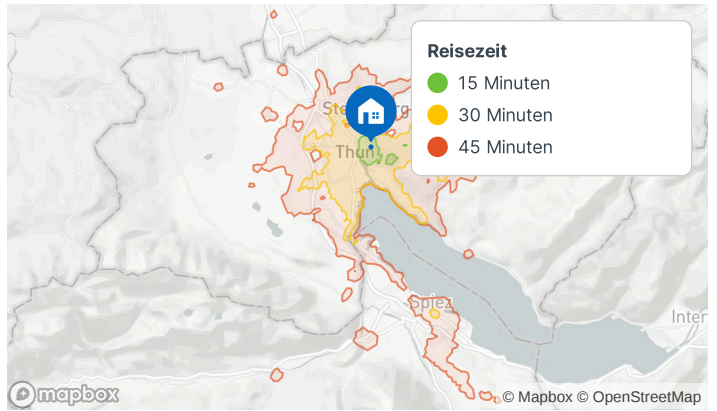 Reisezeit
15 Minuten
30 Minuten
45 Minuten
Thun
Spiez
Inter
mapbox
© Mapbox © OpenStreetMap